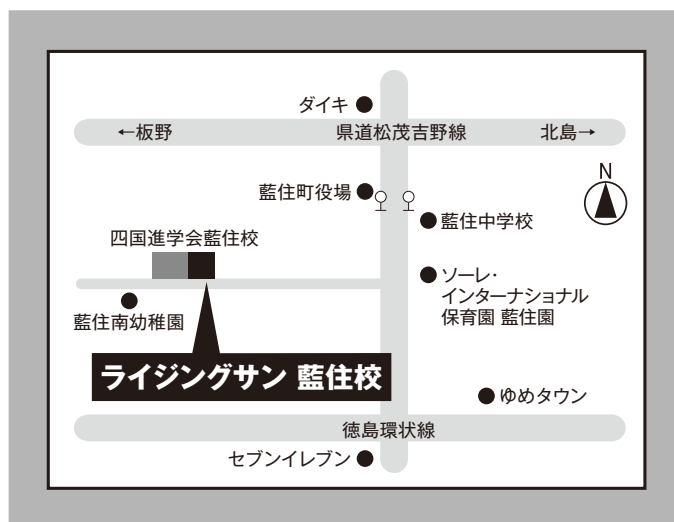 ダイキ
←板野
県道松茂吉野線
北島→
N
藍住町役場
藍住中学校
四国進学会藍住校
ソーレ・
インターナショナル
保育園 藍住園
藍住南幼稚園
ライジングサン 藍住校
ゆめタウン
徳島環状線
セブンイレブン